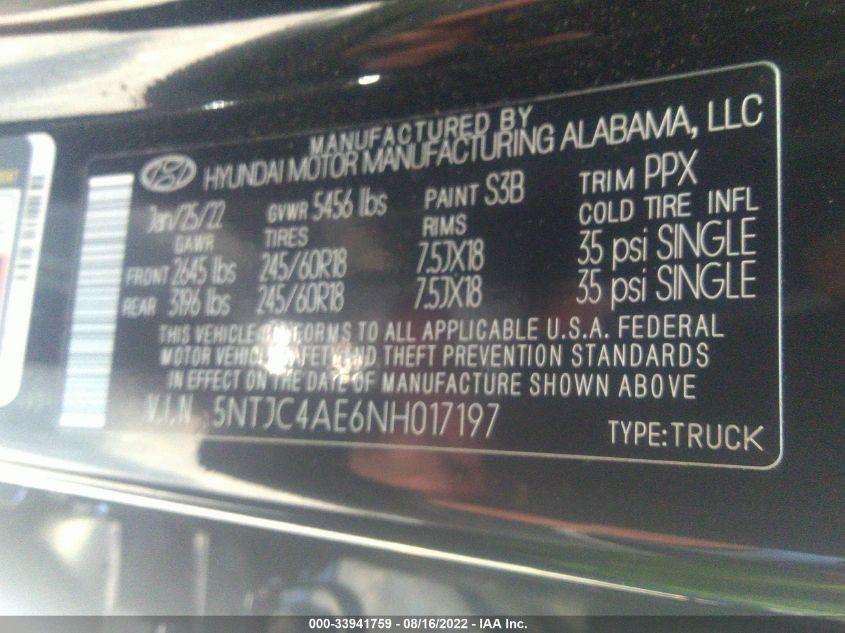 MANUFACTURED BY
HYUNDAI MOTOR MANUFACTURING ALABAMA, LLC
Jan/25/22 GVWR 5456 lbs PAINT S3B TRIM PPX
GAWR TIRES RIMS COLD TIRE INFL
FRONT 2645 lbs 245/60R18 7.5JX18 35 psi SINGLE
REAR 3196 lbs 245/60R18 7.5JX18 35 psi SINGLE
THIS VEHICLE CONFORMS TO ALL APPLICABLE U.S.A. FEDERAL
MOTOR VEHICLE SAFETY AND THEFT PREVENTION STANDARDS
IN EFFECT ON THE DATE OF MANUFACTURE SHOWN ABOVE
V.I.N 5NTJC4AE6NH017197
TYPE:TRUCK
000-33941759 - 08/16/2022 - IAA Inc.